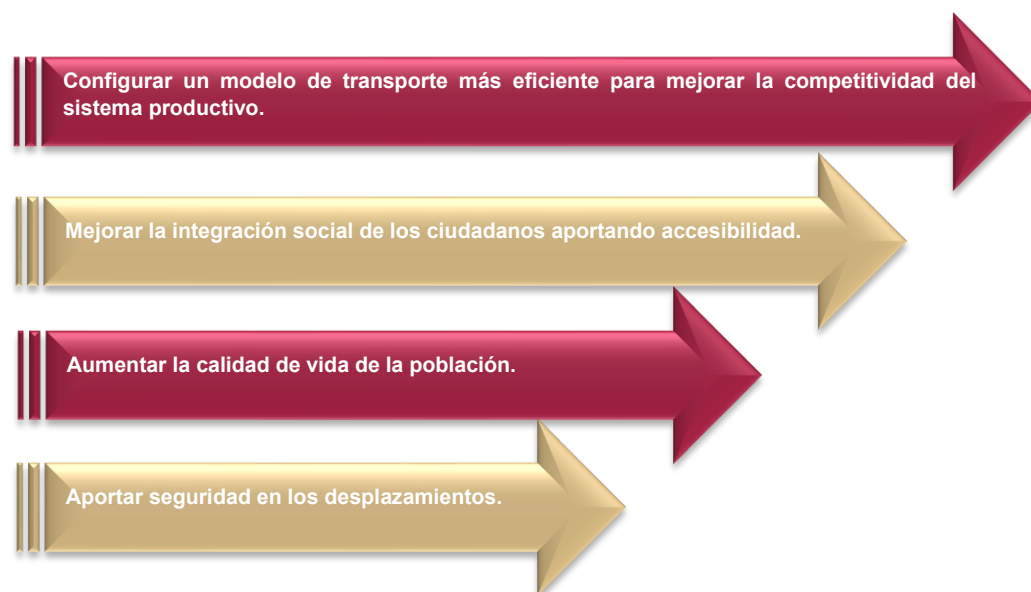 Configurar un modelo de transporte más eficiente para mejorar la competitividad del
sistema productivo.
Mejorar la integración social de los ciudadanos aportando accesibilidad.
Aumentar la calidad de vida de la población.
Aportar seguridad en los desplazamientos.